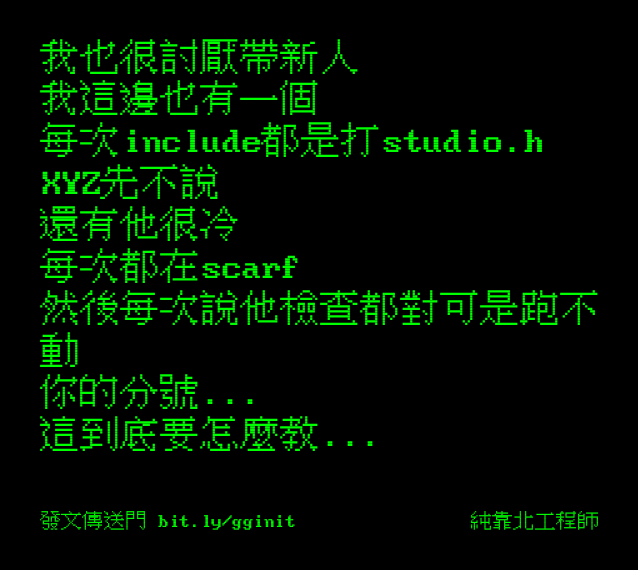 我也很討厭帶新人
我這邊也有一個
每次include都是打studio.h
XYZ先不說
還有他很冷
每次都在scarf
然後每次說他檢查都對可是跑不
動
你的分號...
這到底要怎麼教...
發文傳送門 bit.ly/gginit
純靠北工程師